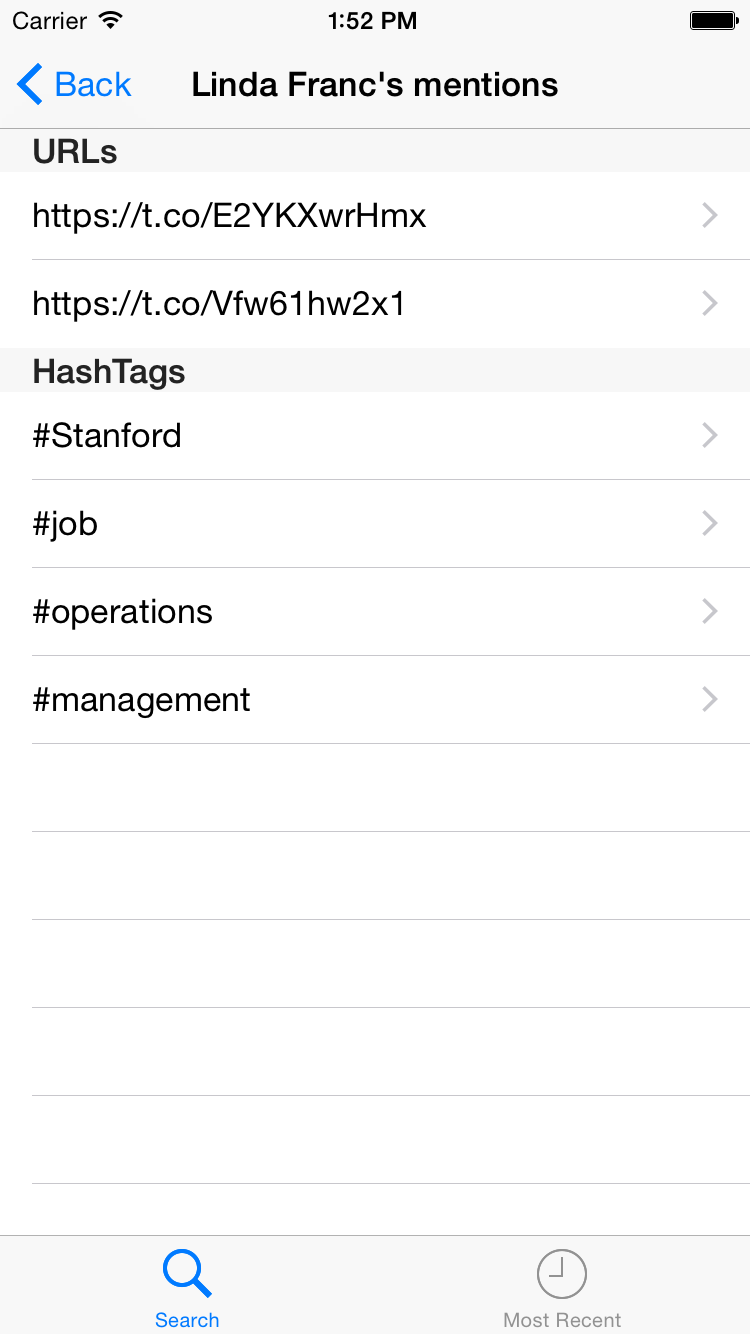 Carrier 1:52 PM
Back Linda Franc's mentions
URLs
https://t.co/E2YKXwrHmx
https://t.co/Vfw61hw2x1
HashTags
#Stanford
#job
#operations
#management
Search Most Recent